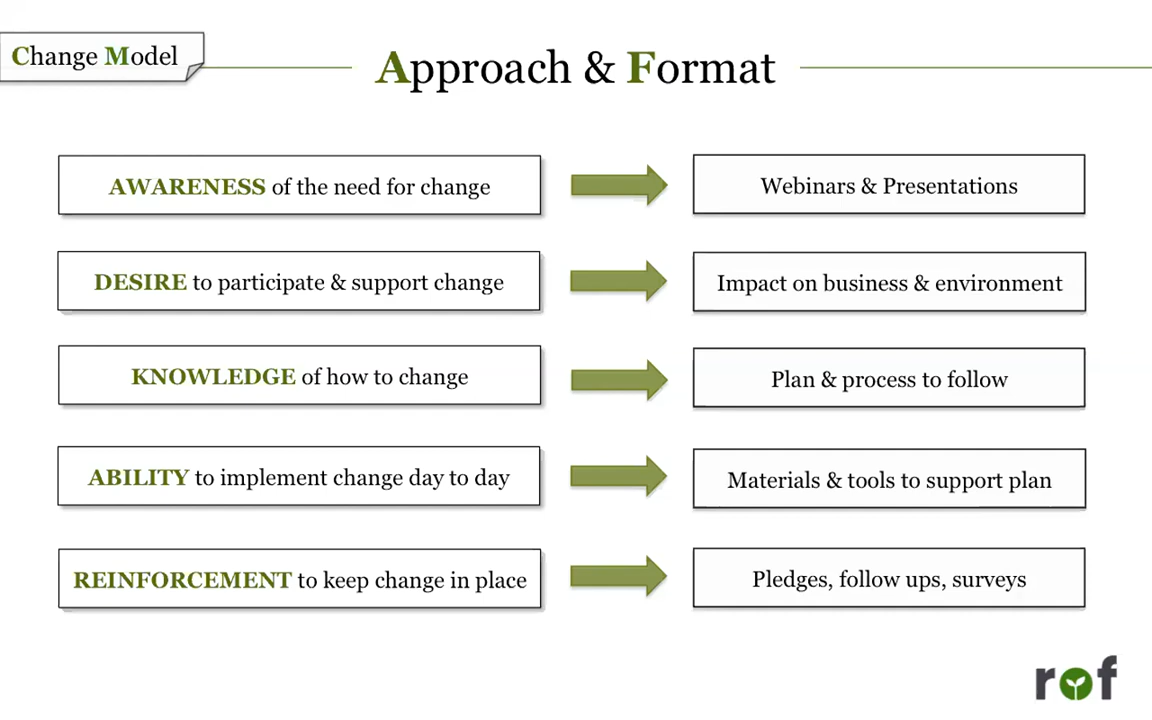 Change Model
Approach & Format
AWARENESS of the need for change
Webinars & Presentations
DESIRE to participate & support change
Impact on business & environment
KNOWLEDGE of how to change
Plan & process to follow
ABILITY to implement change day to day
Materials & tools to support plan
REINFORCEMENT to keep change in place
Pledges, follow ups, surveys
rof